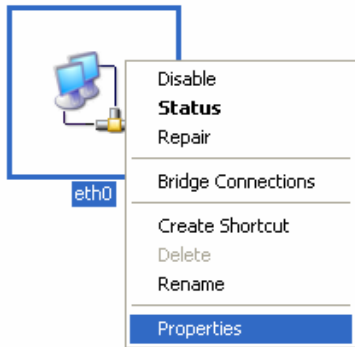 Disable
Status
Repair
Bridge Connections
Create Shortcut
Delete
Rename
Properties
eth0